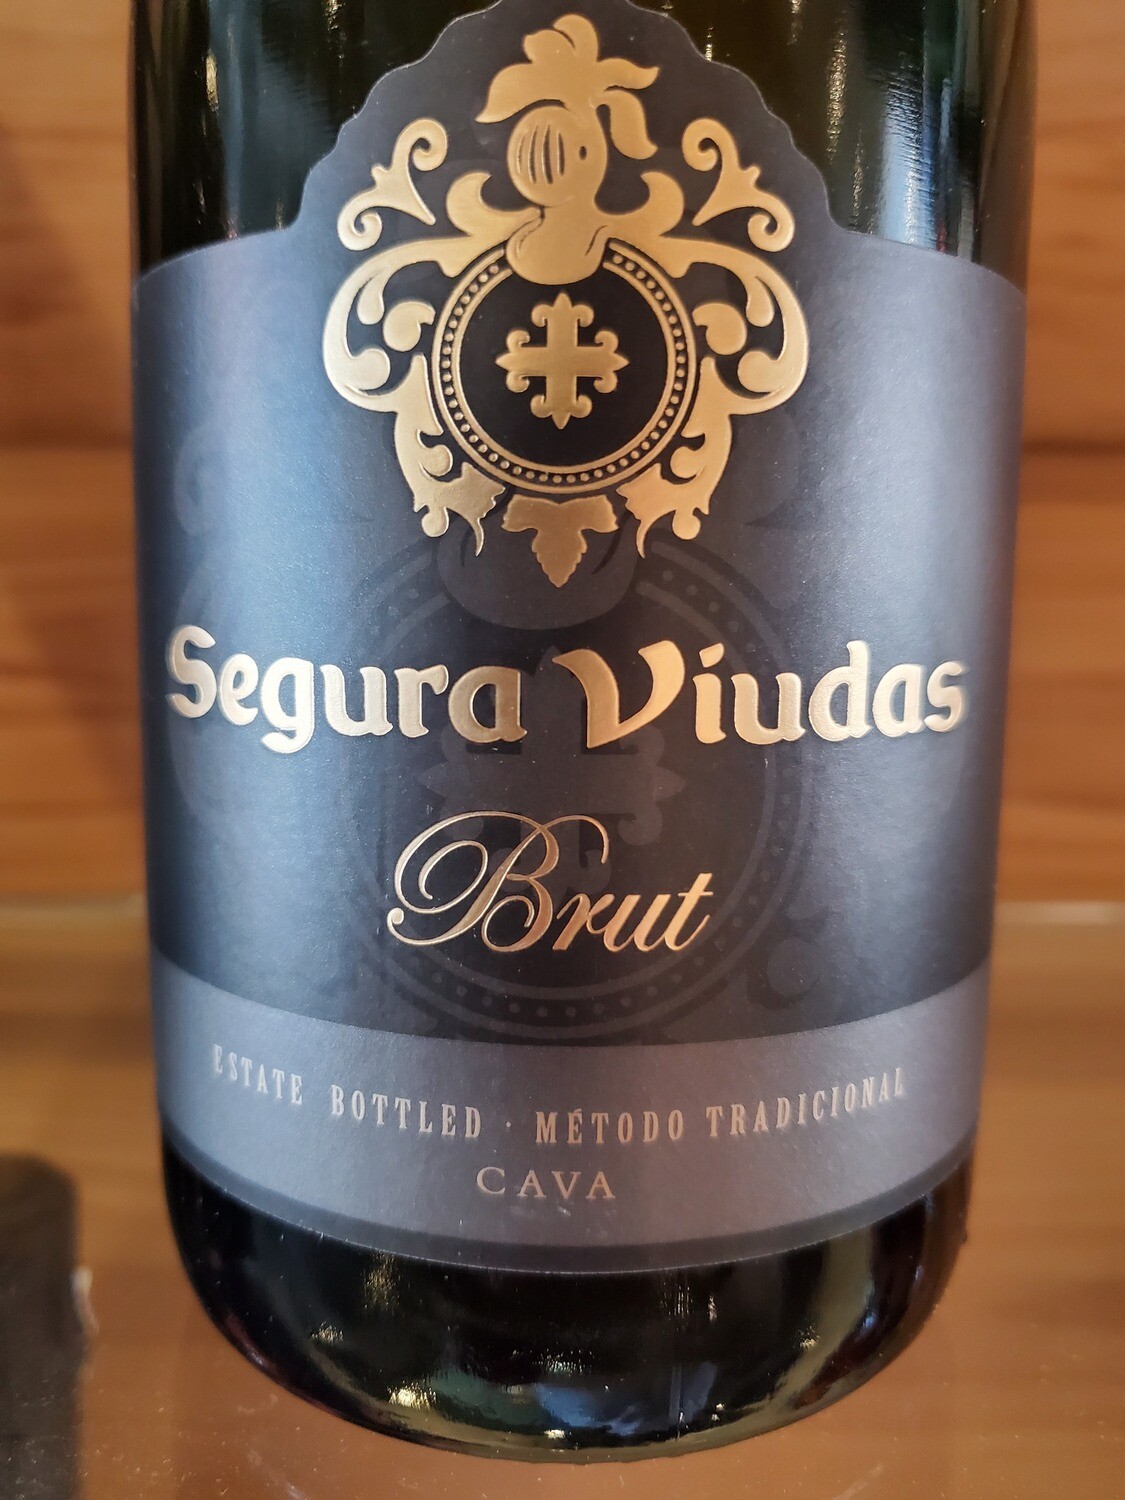 Segura Viudas
Brut
ESTATE BOTTLED · MÉTODO TRADICIONAL
CAVA